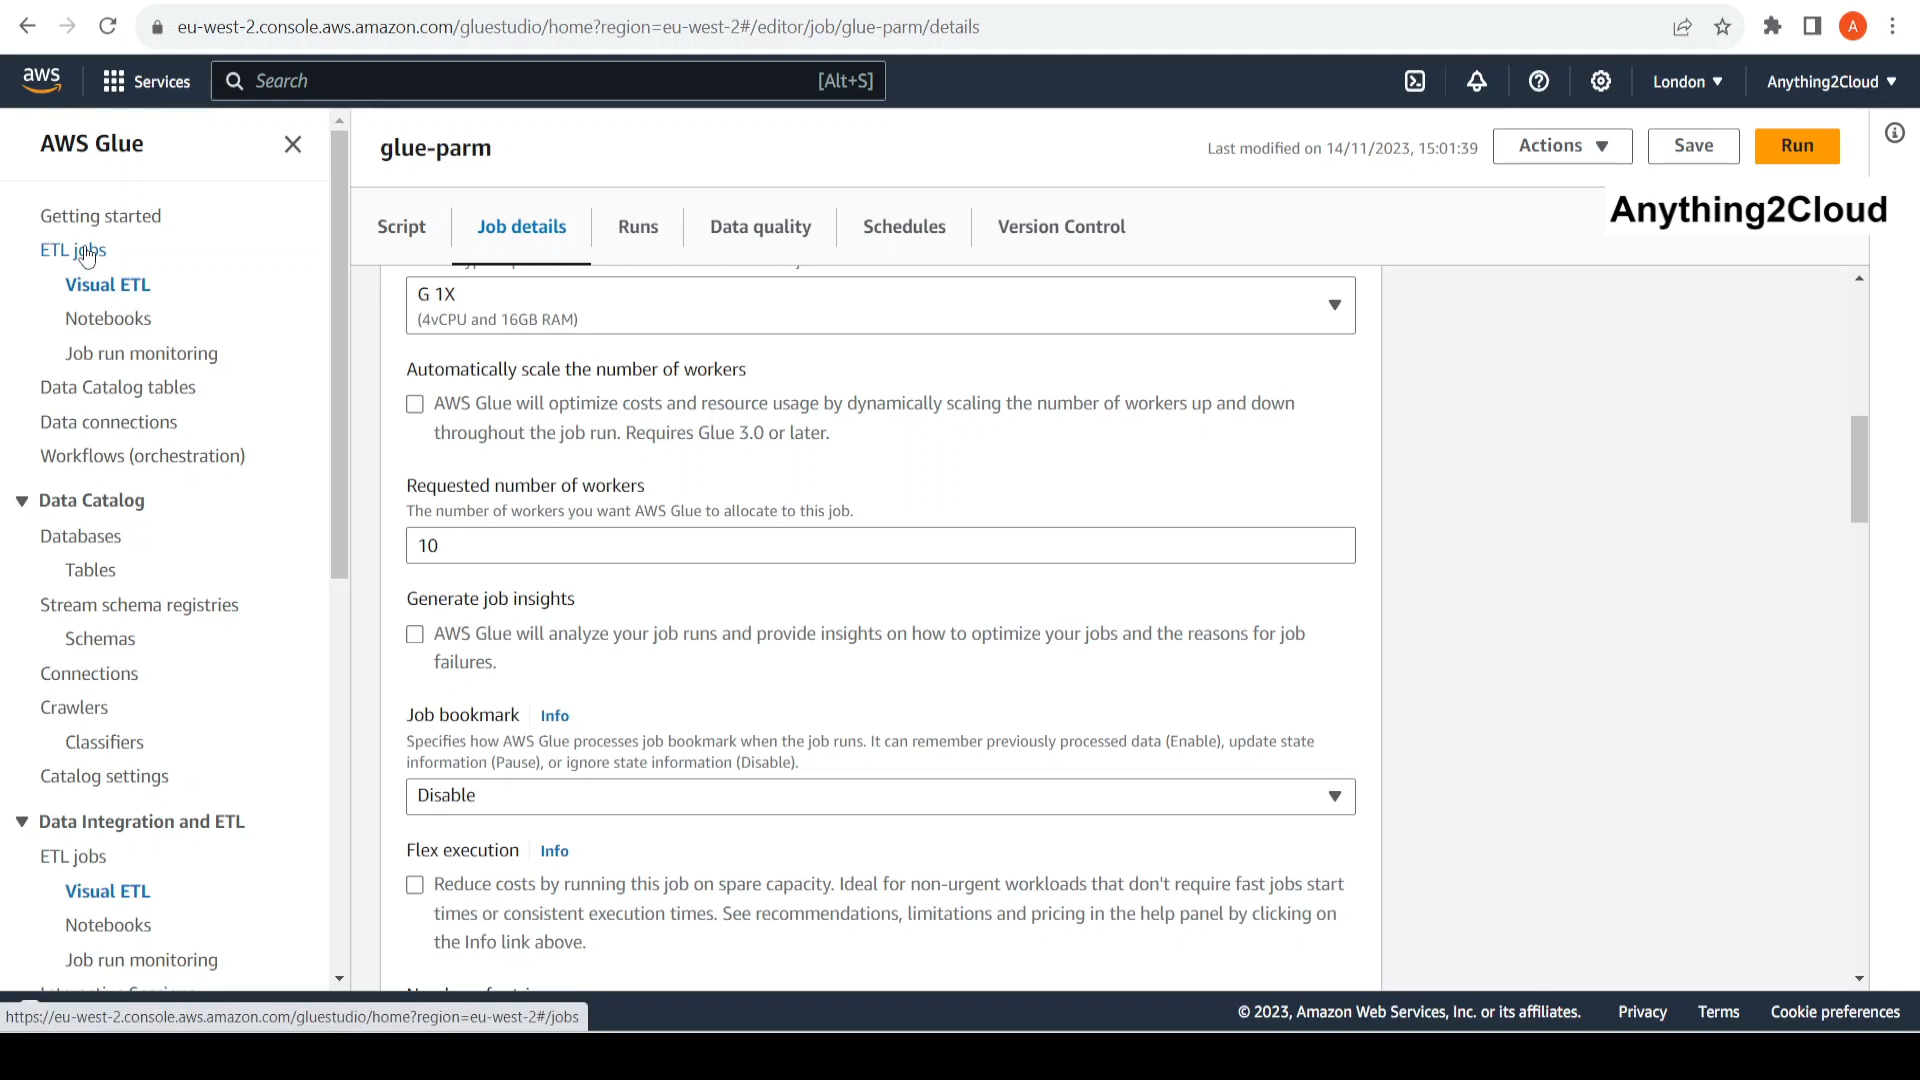 eu-west-2.console.aws.amazon.com/gluestudio/home?region=eu-west-2#/editor/job/glue-parm/details
A
aws
Services
Search
[Alt+S]
London
Anything2Cloud
AWS Glue
Getting started
ETL jobs
Visual ETL
Notebooks
Job run monitoring
Data Catalog tables
Data connections
Workflows (orchestration)
Data Catalog
Databases
Tables
Stream schema registries
Schemas
Connections
Crawlers
Classifiers
Catalog settings
Data Integration and ETL
ETL jobs
Visual ETL
Notebooks
Job run monitoring
glue-parm
Last modified on 14/11/2023, 15:01:39
Actions
Save
Run
Anything2Cloud
Script
Job details
Runs
Data quality
Schedules
Version Control
G 1X
(4vCPU and 16GB RAM)
Automatically scale the number of workers
AWS Glue will optimize costs and resource usage by dynamically scaling the number of workers up and down
throughout the job run. Requires Glue 3.0 or later.
Requested number of workers
The number of workers you want AWS Glue to allocate to this job.
10
Generate job insights
AWS Glue will analyze your job runs and provide insights on how to optimize your jobs and the reasons for job
failures.
Job bookmark
Info
Specifies how AWS Glue processes job bookmark when the job runs. It can remember previously processed data (Enable), update state
information (Pause), or ignore state information (Disable).
Disable
Flex execution
Info
Reduce costs by running this job on spare capacity. Ideal for non-urgent workloads that don't require fast jobs start
times or consistent execution times. See recommendations, limitations and pricing in the help panel by clicking on
the Info link above.
https://eu-west-2.console.aws.amazon.com/gluestudio/home?region=eu-west-2#/jobs
© 2023, Amazon Web Services, Inc. or its affiliates.
Privacy
Terms
Cookie preferences